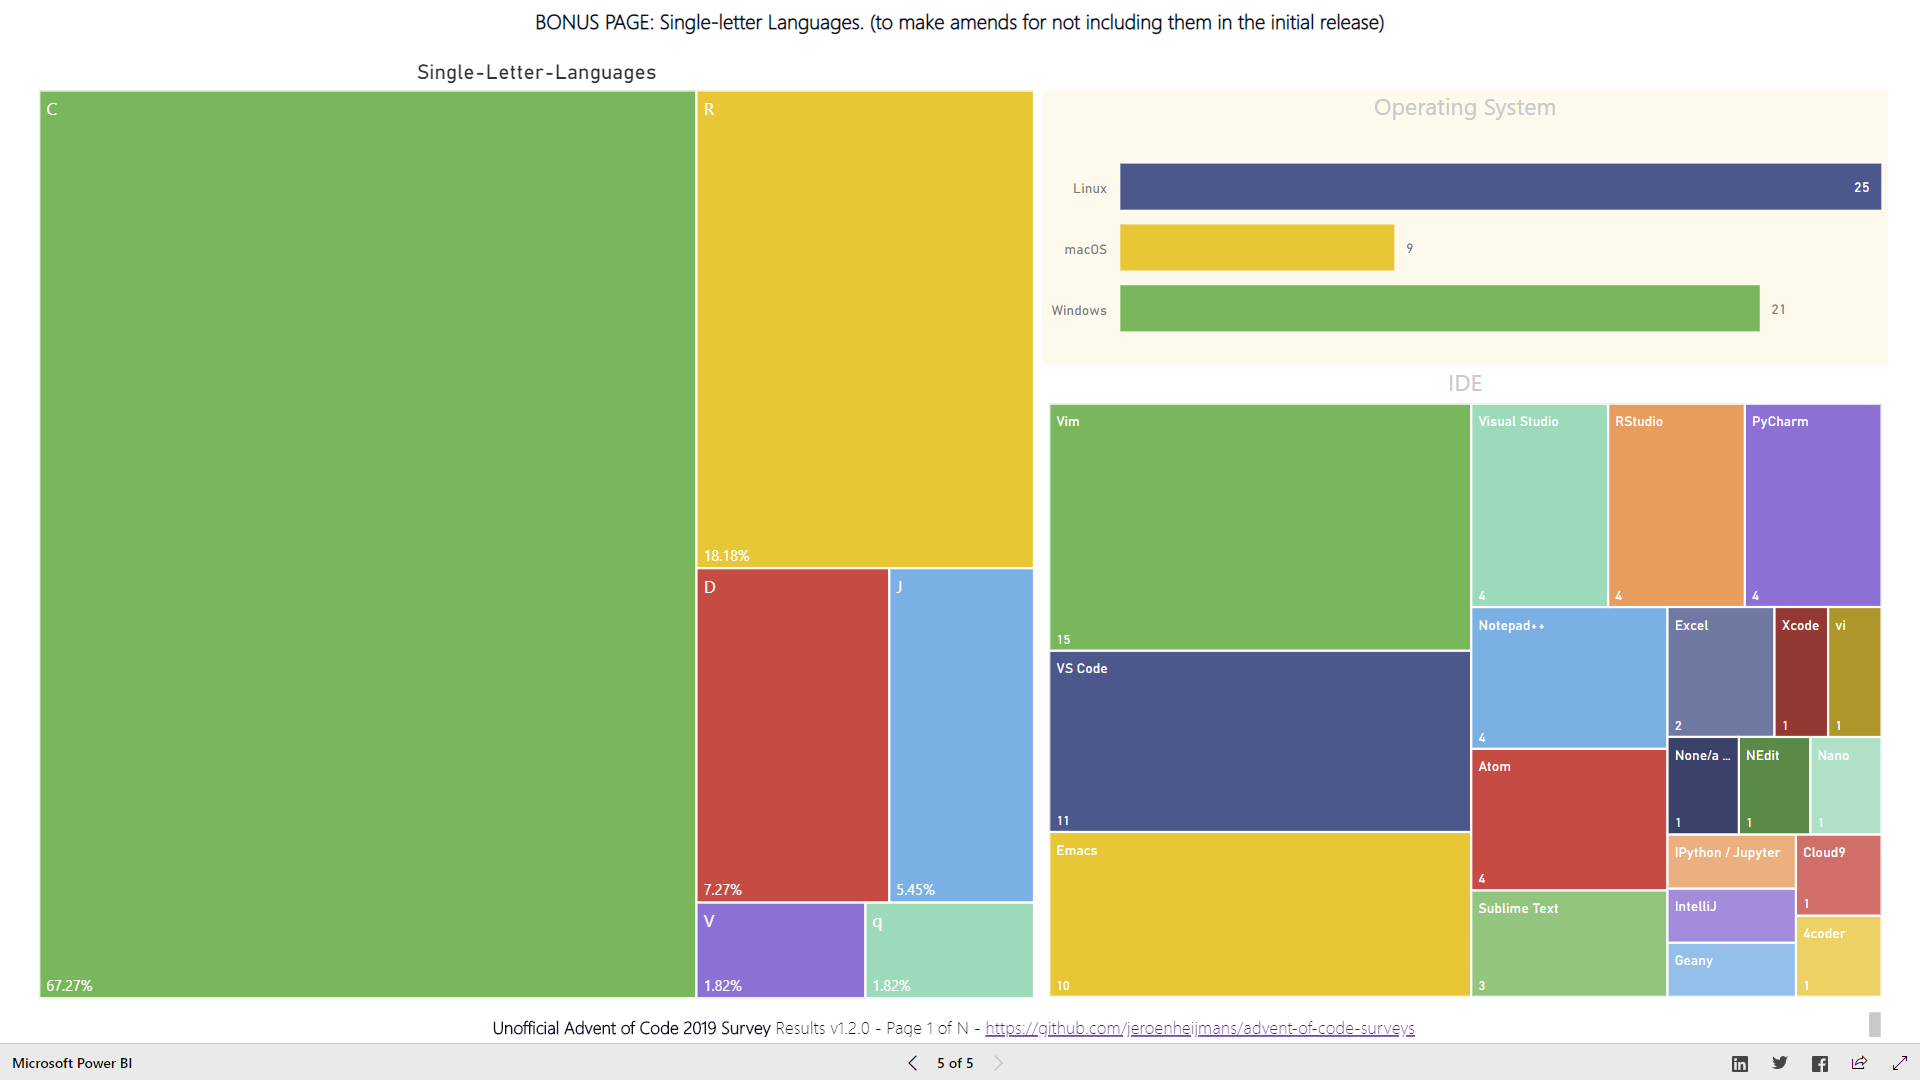 BONUS PAGE: Single-letter Languages. (to make amends for not including them in the initial release)
Single-Letter-Languages
C
67.27%
R
18.18%
D
7.27%
J
5.45%
V
1.82%
q
1.82%
Operating System
Linux
25
macOS
9
Windows
21
IDE
Vim
15
VS Code
11
Emacs
10
Visual Studio
4
RStudio
4
PyCharm
4
Notepad++
4
Atom
4
Sublime Text
3
Excel
2
Xcode
1
vi
1
None/a ...
1
NEdit
1
Nano
1
IPython / Jupyter
IntelliJ
Geany
Cloud9
1
4coder
1
Unofficial Advent of Code 2019 Survey Results v1.2.0 - Page 1 of N - https://github.com/jeroenheijmans/advent-of-code-surveys
Microsoft Power BI
5 of 5